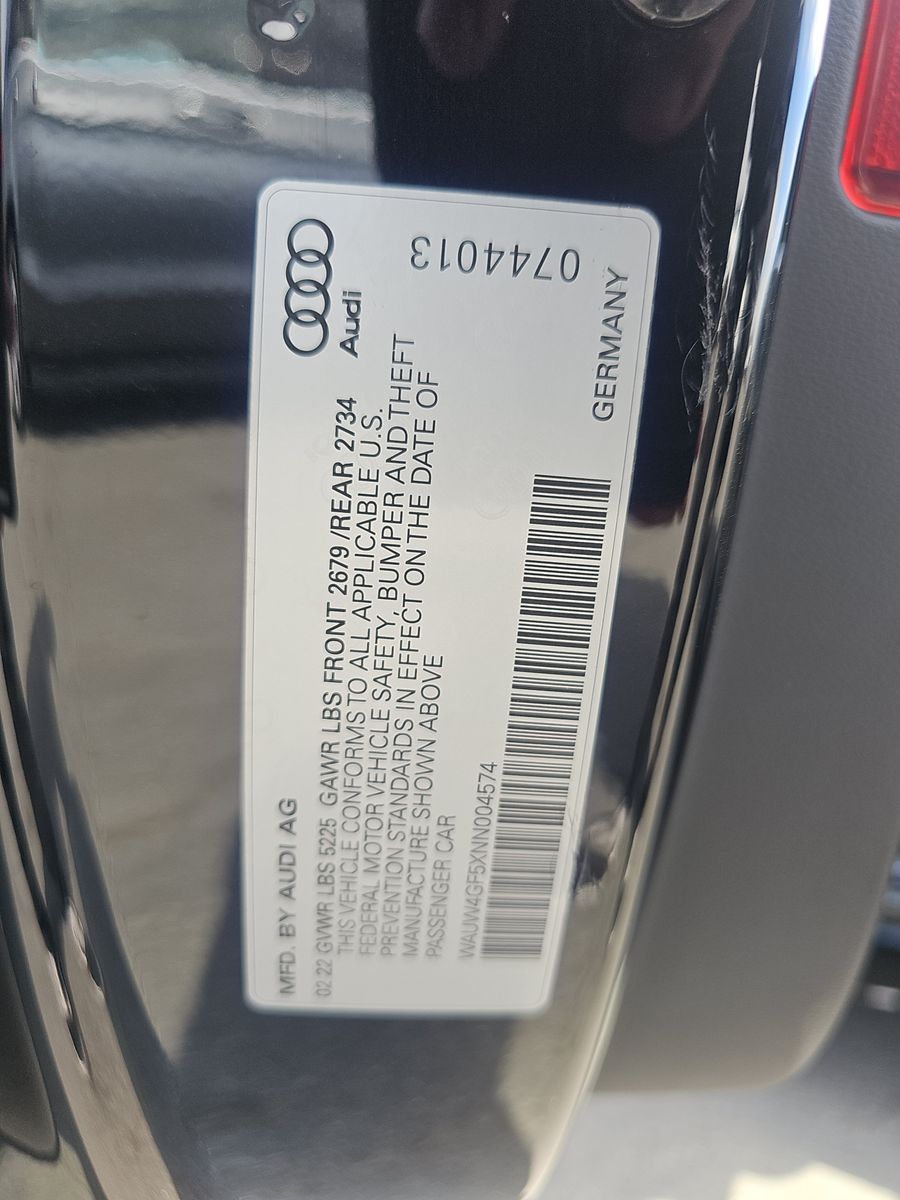 MFD. BY AUDI AG
02 22 GVWR LBS 5225 GAWR LBS FRONT 2679 /REAR 2734
THIS VEHICLE CONFORMS TO ALL APPLICABLE U.S.
FEDERAL MOTOR VEHICLE SAFETY, BUMPER AND THEFT
PREVENTION STANDARDS IN EFFECT ON THE DATE OF
MANUFACTURE SHOWN ABOVE
PASSENGER CAR
WAUW4GF5XNN004574
Audi
0744013
GERMANY